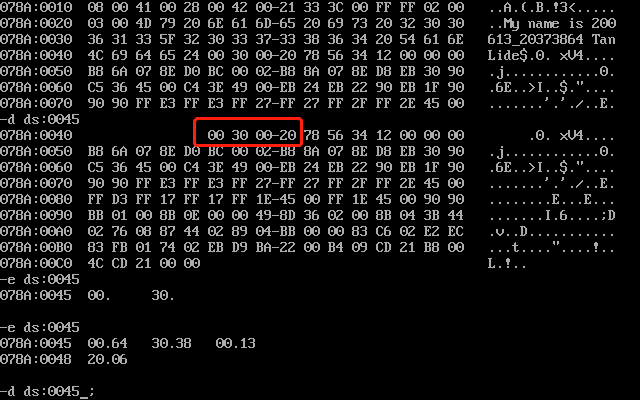 078A:0010 08 00 41 00 28 00 42 00-21 33 3C 00 FF FF 02 00 ..A.(.B.!3<.....
078A:0020 03 00 4D 79 20 6E 61 6D-65 20 69 73 20 32 30 30 ..My name is 200
078A:0030 36 31 33 5F 32 30 33 37-33 38 36 34 20 54 61 6E 613_20373864 Tan
078A:0040 4C 69 64 65 24 00 30 00-20 78 56 34 12 00 00 00 Lide$.0. xV4....
078A:0050 B8 6A 07 8E D0 BC 00 02-B8 8A 07 8E D8 EB 30 90 .j............0.
078A:0060 C5 36 45 00 C4 3E 49 00-EB 24 EB 22 90 EB 1F 90 .6E..>I..$."....
078A:0070 90 90 FF E3 FF E3 FF 27-FF 27 FF 2F FF 2E 45 00 .......'.'./..E.
-d ds:0045
078A:0040 00 30 00-20 78 56 34 12 00 00 00 .0. xV4....
078A:0050 B8 6A 07 8E D0 BC 00 02-B8 8A 07 8E D8 EB 30 90 .j............0.
078A:0060 C5 36 45 00 C4 3E 49 00-EB 24 EB 22 90 EB 1F 90 .6E..>I..$."....
078A:0070 90 90 FF E3 FF E3 FF 27-FF 27 FF 2F FF 2E 45 00 .......'.'./..E.
078A:0080 FF D3 FF 17 FF 17 FF 1E-45 00 FF 1E 45 00 90 90 ........E...E...
078A:0090 BB 01 00 8B 0E 00 00 49-8D 36 02 00 8B 04 3B 44 .......I.6....;D
078A:00A0 02 76 08 87 44 02 89 04-BB 00 00 83 C6 02 E2 EC .v..D...........
078A:00B0 83 FB 01 74 02 EB D9 BA-22 00 B4 09 CD 21 B8 00 ...t...."....!..
078A:00C0 4C CD 21 00 00 L.!..
-e ds:0045
078A:0045 00. 30.
-e ds:0045
078A:0045 00.64 30.38 00.13
078A:0048 20.06
-d ds:0045_;